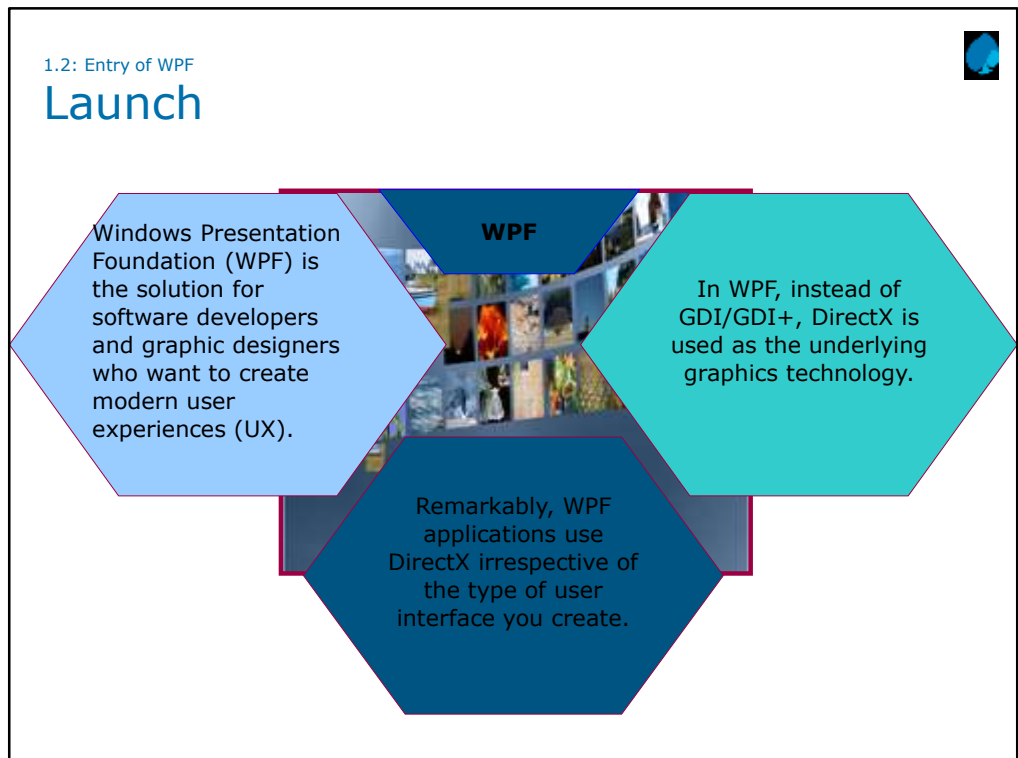 1.2: Entry of WPF
Launch
WPF
Windows Presentation
Foundation (WPF) is
the solution for
software developers
and graphic designers
who want to create
modern user
experiences (UX).
In WPF, instead of
GDI/GDI+, DirectX is
used as the underlying
graphics technology.
Remarkably, WPF
applications use
DirectX irrespective of
the type of user
interface you create.